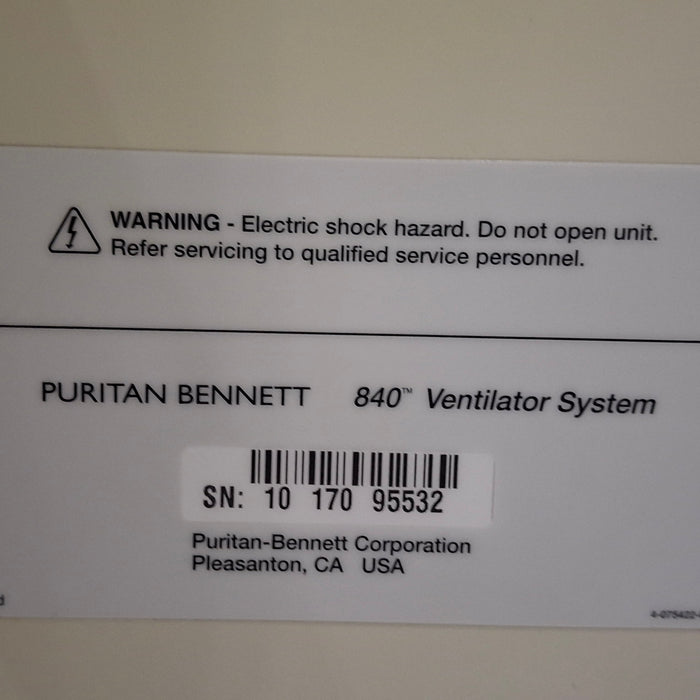 WARNING - Electric shock hazard. Do not open unit.
Refer servicing to qualified service personnel.
PURITAN BENNETT 840™ Ventilator System
SN: 10 170 95532
Puritan-Bennett Corporation
Pleasanton, CA USA